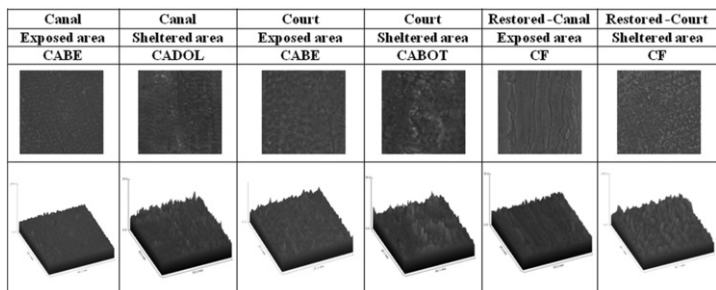 Canal Canal Court Court Restored -Canal Restored -Court
Exposed area Sheltered area Exposed area Sheltered area Exposed area Sheltered area
CABE CADOL CABE CABOT CF CF